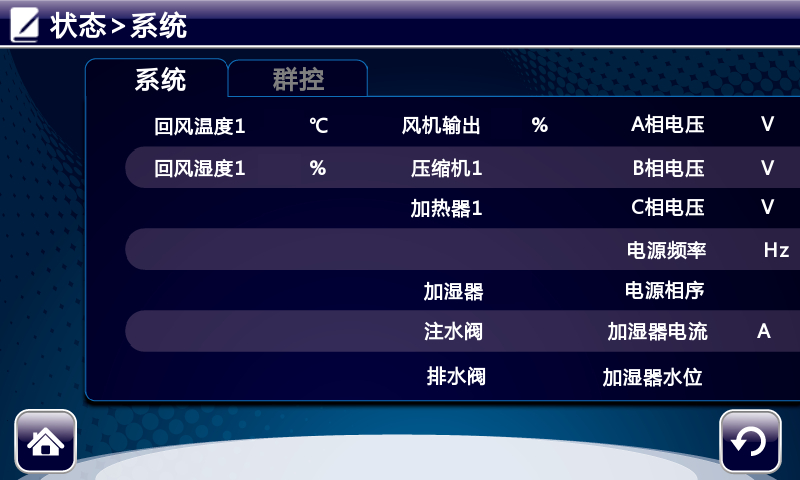 状态>系统
系统 群控
回风温度1 ℃ 风机输出 % A相电压 V
回风湿度1 % 压缩机1 B相电压 V
加热器1 C相电压 V
电源频率 Hz
加湿器 电源相序
注水阀 加湿器电流 A
排水阀 加湿器水位